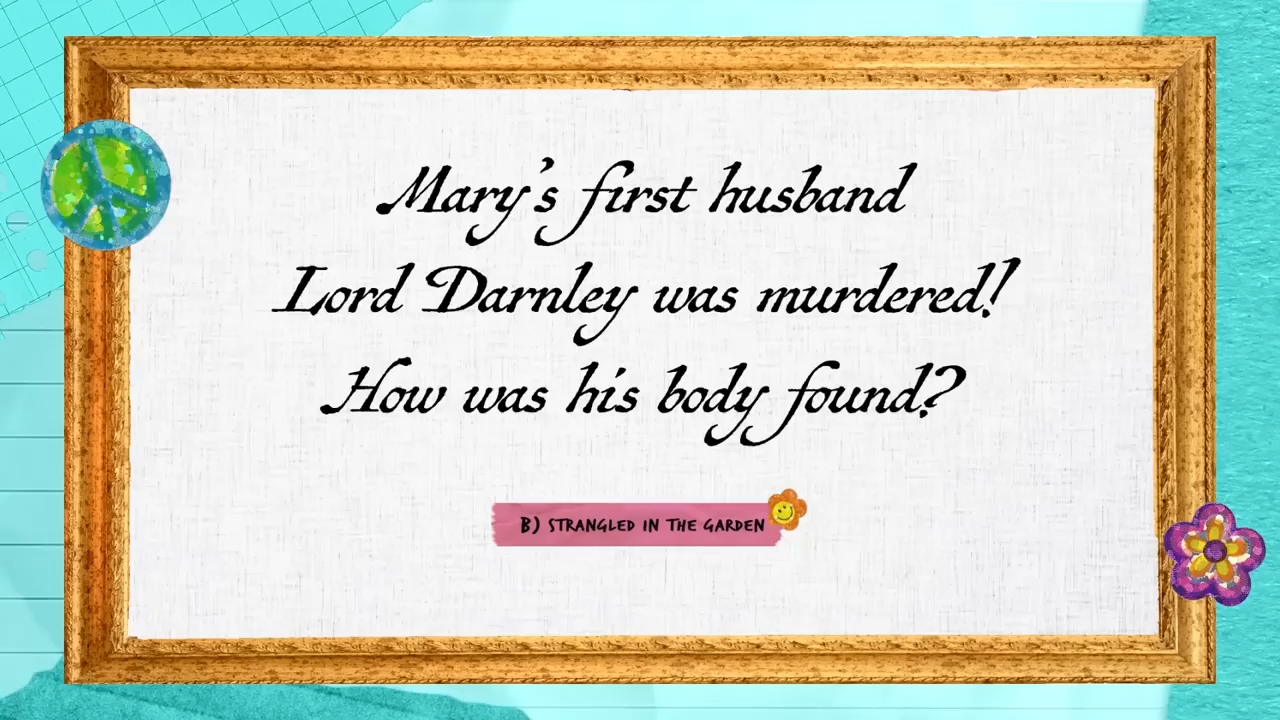 Mary's first husband
Lord Darnley was murdered!
How was his body found?
B) STRANGLED IN THE GARDEN